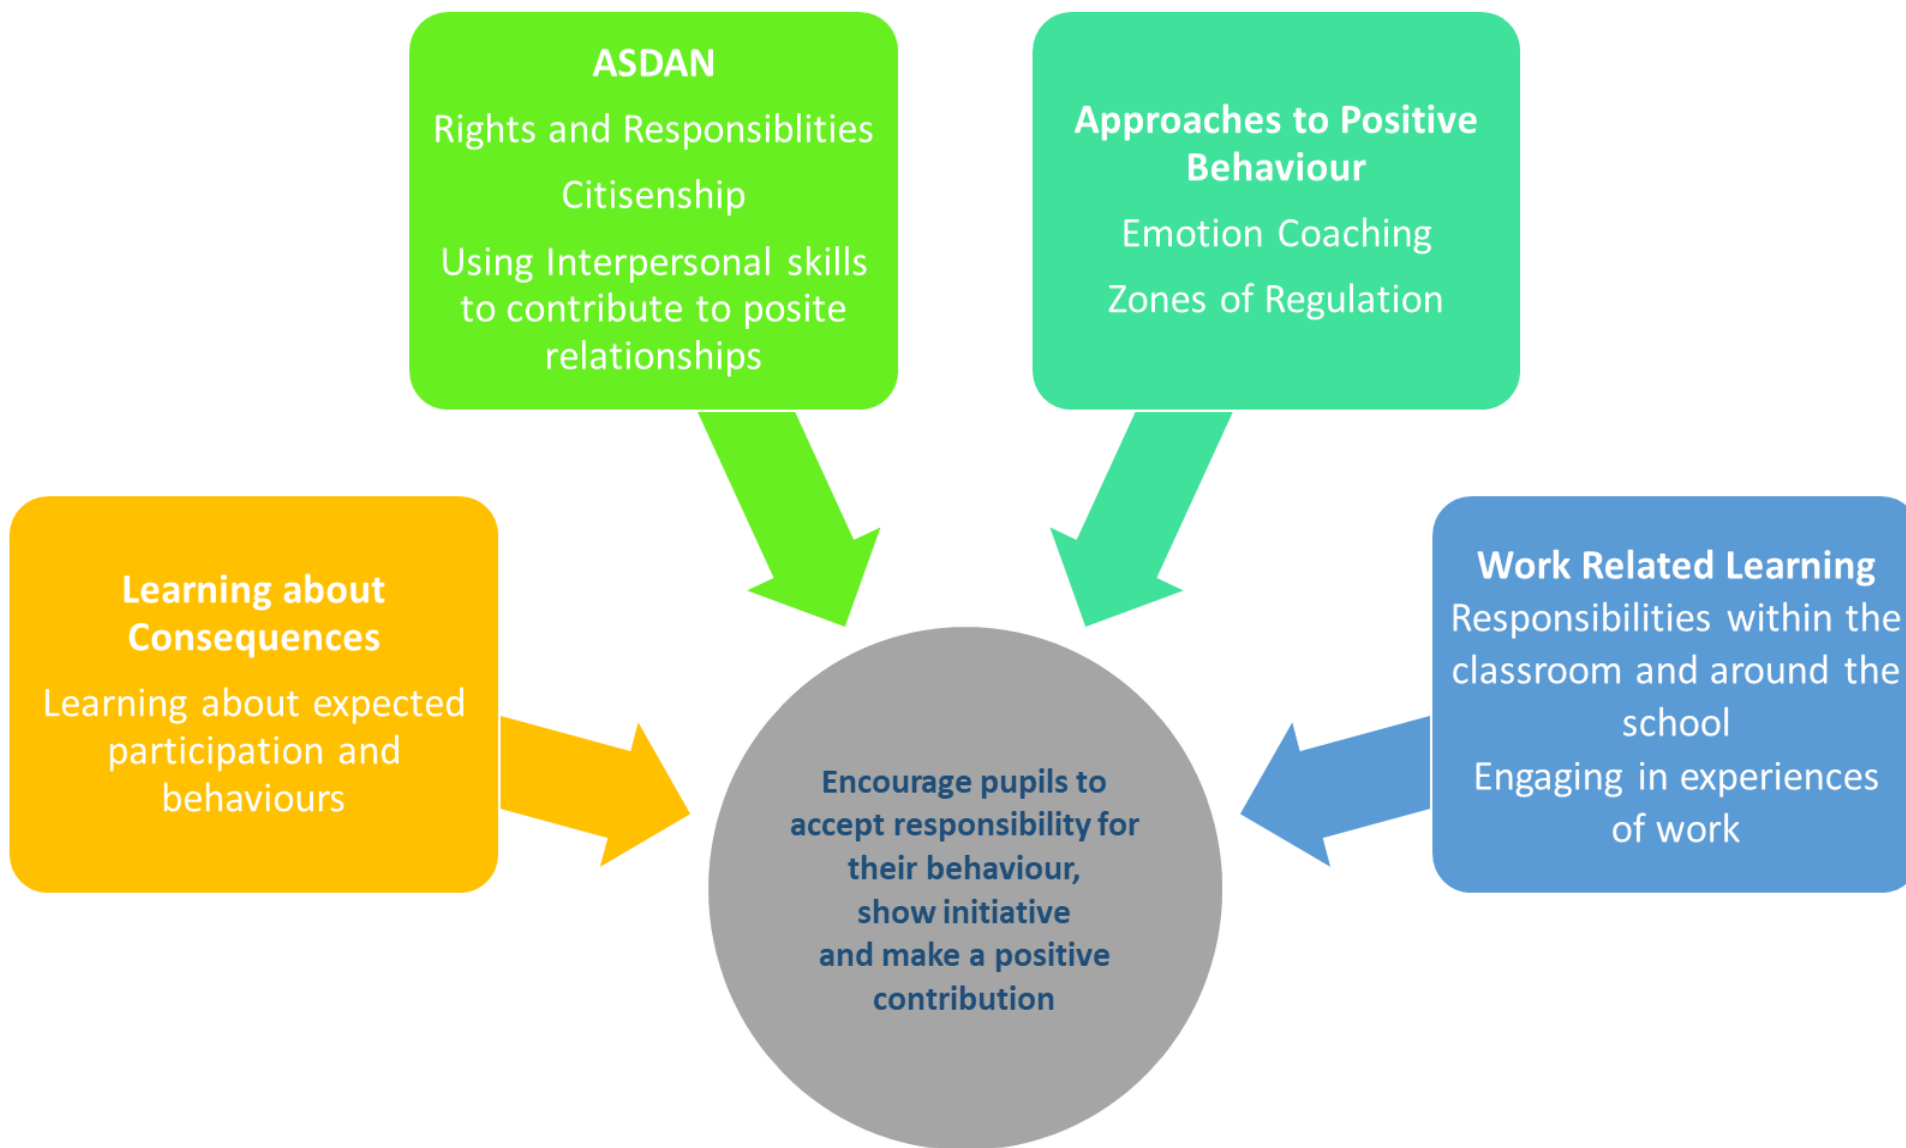 ASDAN
Rights and Responsiblities
Citisenship
Using Interpersonal skills
to contribute to posite
relationships
Approaches to Positive
Behaviour
Emotion Coaching
Zones of Regulation
Learning about
Consequences
Learning about expected
participation and
behaviours
Work Related Learning
Responsibilities within the
classroom and around the
school
Engaging in experiences
of work
Encourage pupils to
accept responsibility for
their behaviour,
show initiative
and make a positive
contribution